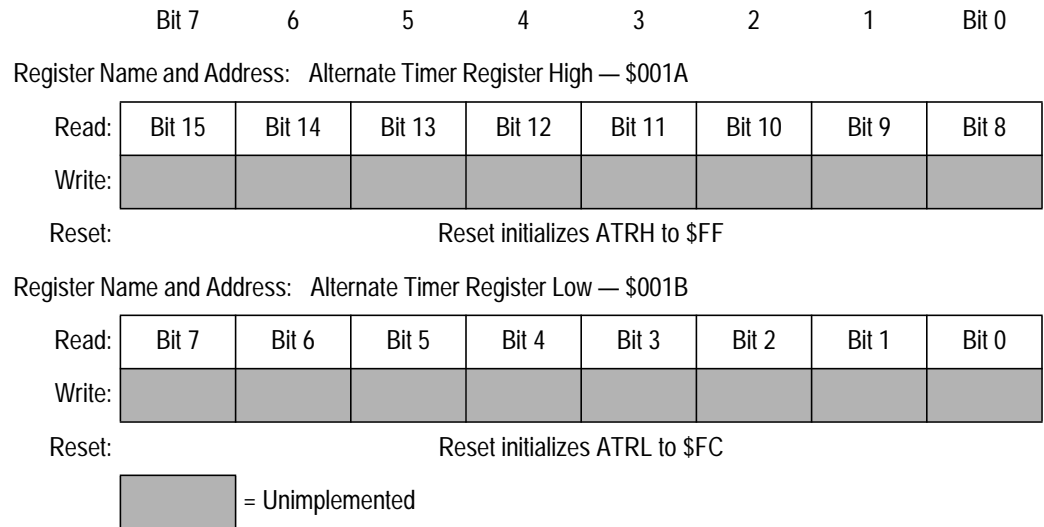 Bit 7 6 5 4 3 2 1 Bit 0
Register Name and Address: Alternate Timer Register High — $001A
Read: Bit 15 Bit 14 Bit 13 Bit 12 Bit 11 Bit 10 Bit 9 Bit 8
Write:
Reset: Reset initializes ATRH to $FF
Register Name and Address: Alternate Timer Register Low — $001B
Read: Bit 7 Bit 6 Bit 5 Bit 4 Bit 3 Bit 2 Bit 1 Bit 0
Write:
Reset: Reset initializes ATRL to $FC
= Unimplemented